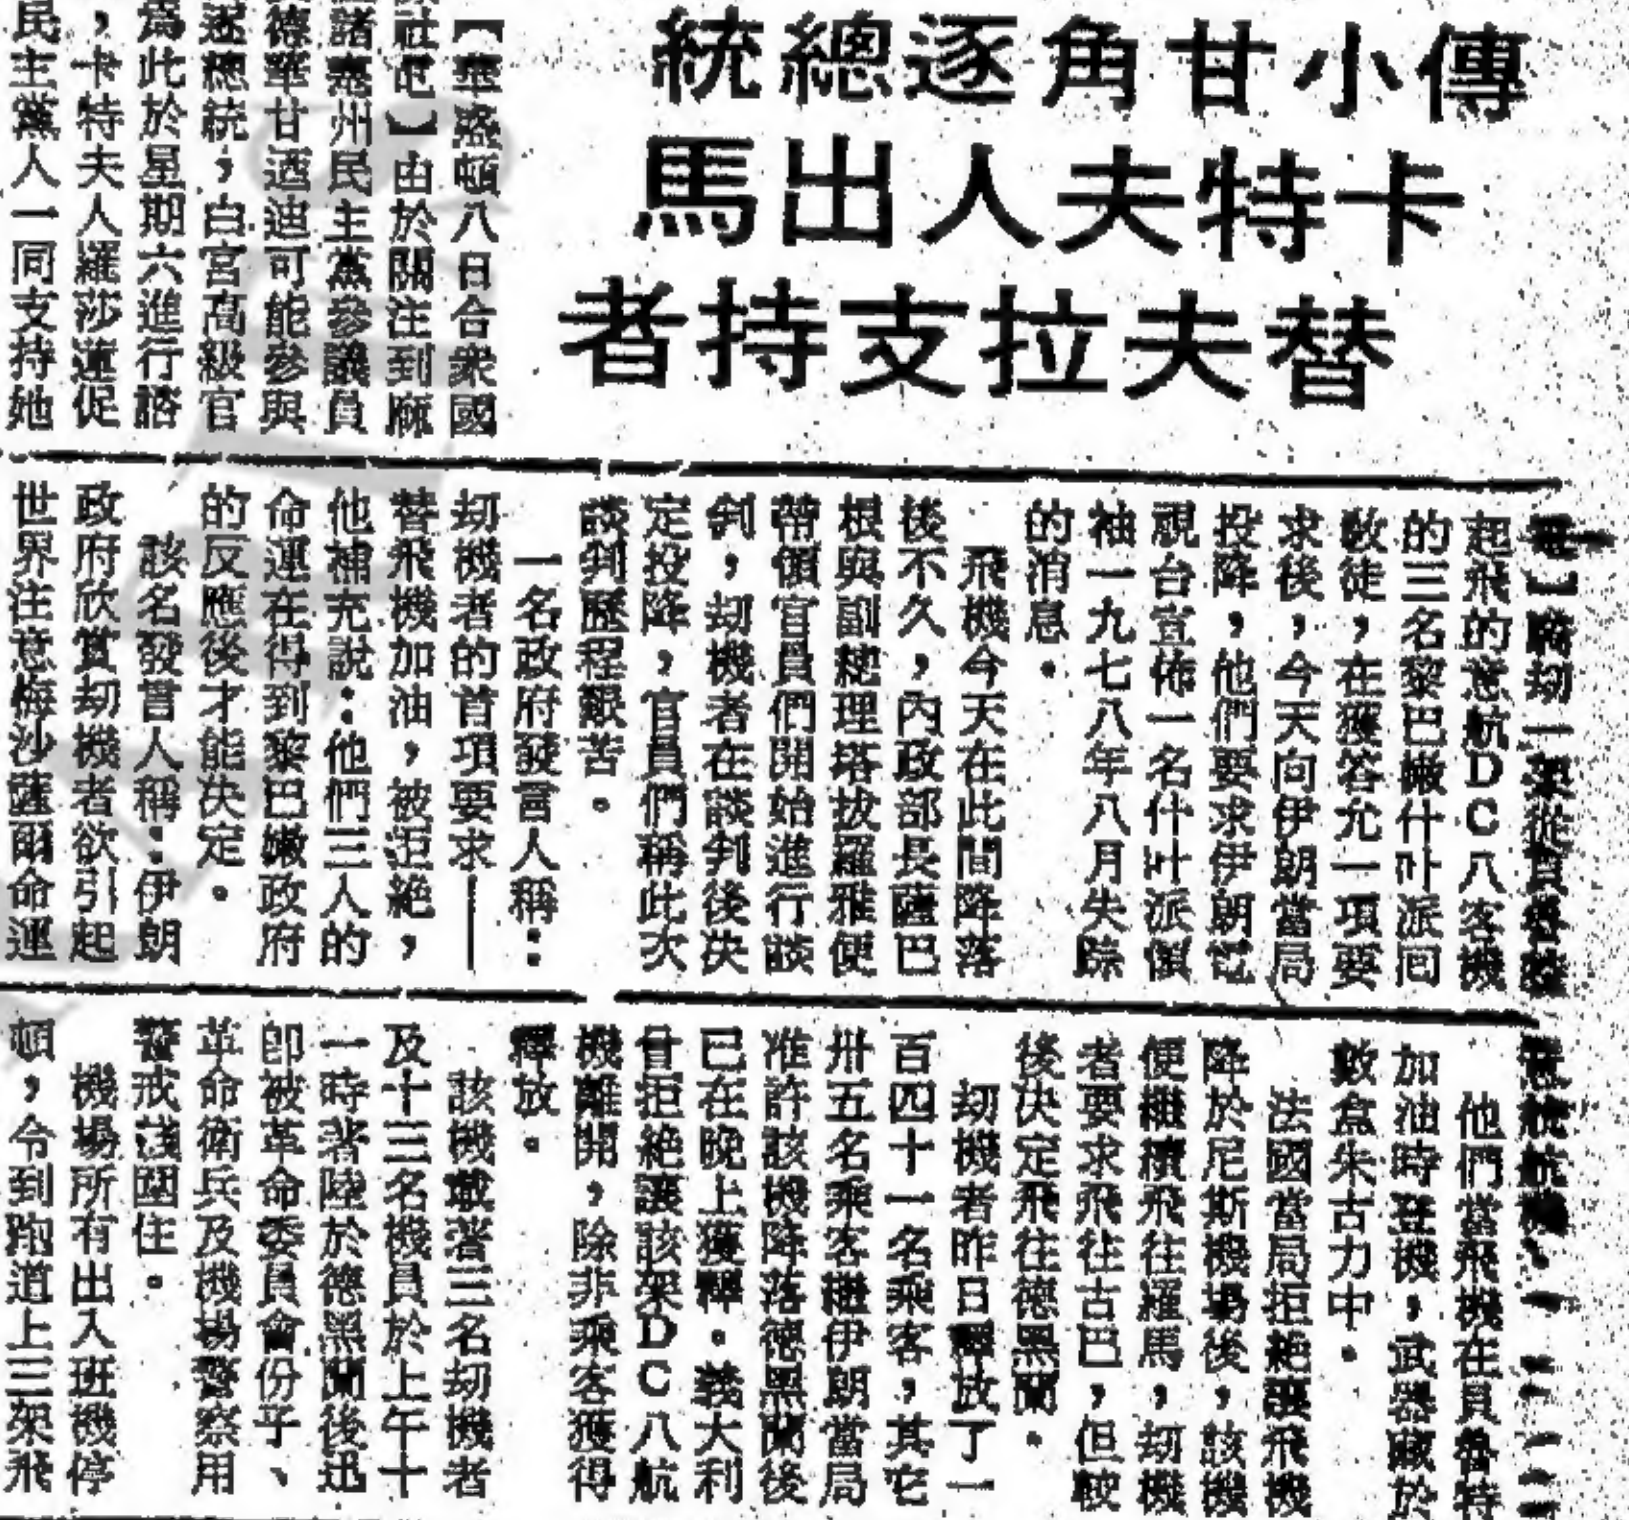 傳小甘角逐總統
卡特夫人出馬
替夫拉支持者
【華盛頓八日合衆國
社電】由於關注到麻
諸塞州民主黨參議員
德華甘迺迪可能參與
逐總統，白宮高級官
爲此於星期六進行諮
，卡特夫人羅莎蓮促
民主黨人一同支持她
電】騎刼一架從貝魯特
起飛的意航DC八客機
的三名黎巴嫩什叶派回
敎徒，在獲答允一項要
求後，今天向伊朗當局
投降，他們要求伊朗電
視台宣佈一名什叶派領
袖一九七八年八月失踪
的消息．
飛機今天在此間降落
後不久，內政部長薩巴
根與副總理塔拔羅雅便
帶領官員們開始進行談
判，刼機者在談判後决
定投降，官員們稱此次
談判歷程艱苦。
一名政府發言人稱：
刼機者的首項要求——
替飛機加油，被拒絶，
他補充說：他們三人的
命運在得到黎巴嫩政府
的反應後才能決定。
該名發言人稱：伊朗
政府欣賞刼機者欲引起
世界注意梅沙薩爾命運
他們當飛機在貝魯特
加油時登機，武器藏於
數盒朱古力中．
法國當局拒絶讓飛機
降於尼斯機場後，該機
便繼續飛往羅馬，刼機
者要求飛往古巴，但較
後决定飛往德黑蘭．
刼機者昨日釋放了一
百四十一名乘客，其它
卅五名乘客繼伊朗當局
准許該機降落德黑蘭後
已在晚上獲釋．義大利
曾拒絶讓該架DC八航
機離開，除非乘客獲得
釋放．
該機載著三名刼機者
及十三名機員於上午十
一時著陸於德黑蘭後迅
卽被革命委員會份子、
革命衛兵及機場警察用
警戒綫圍住。
機場所有出入班機停
頓，令到跑道上三架飛